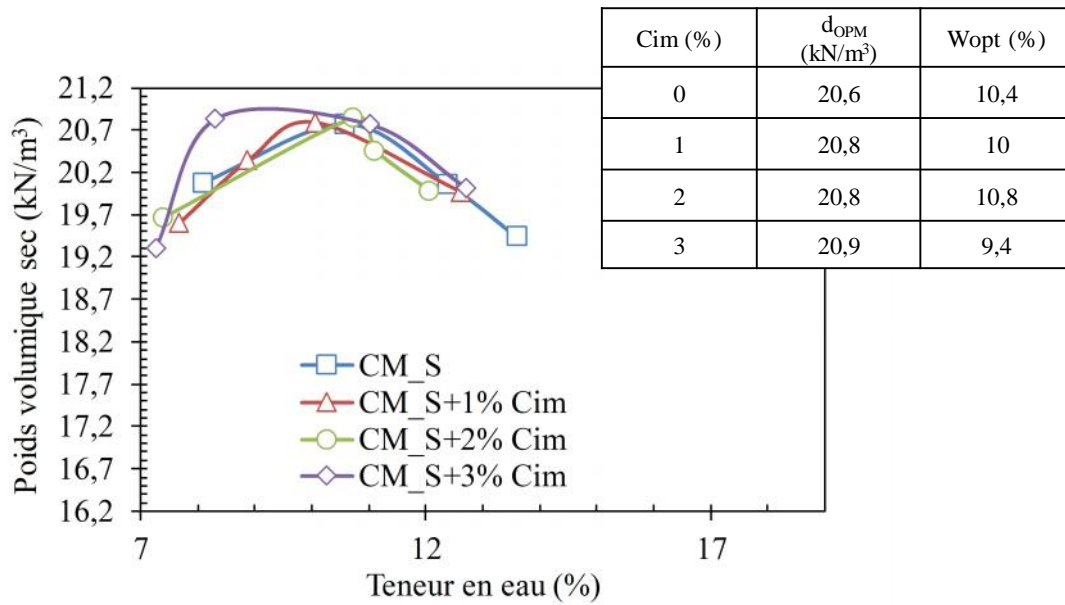 Cim (%) dOPM (kN/m³) Wopt (%)
0 20,6 10,4
1 20,8 10
2 20,8 10,8
3 20,9 9,4
Poids volumique sec (kN/m³)
21,2
20,7
20,2
19,7
19,2
18,7
18,2
17,7
17,2
16,7
16,2
CM_S
CM_S+1% Cim
CM_S+2% Cim
CM_S+3% Cim
7 12 17
Teneur en eau (%)